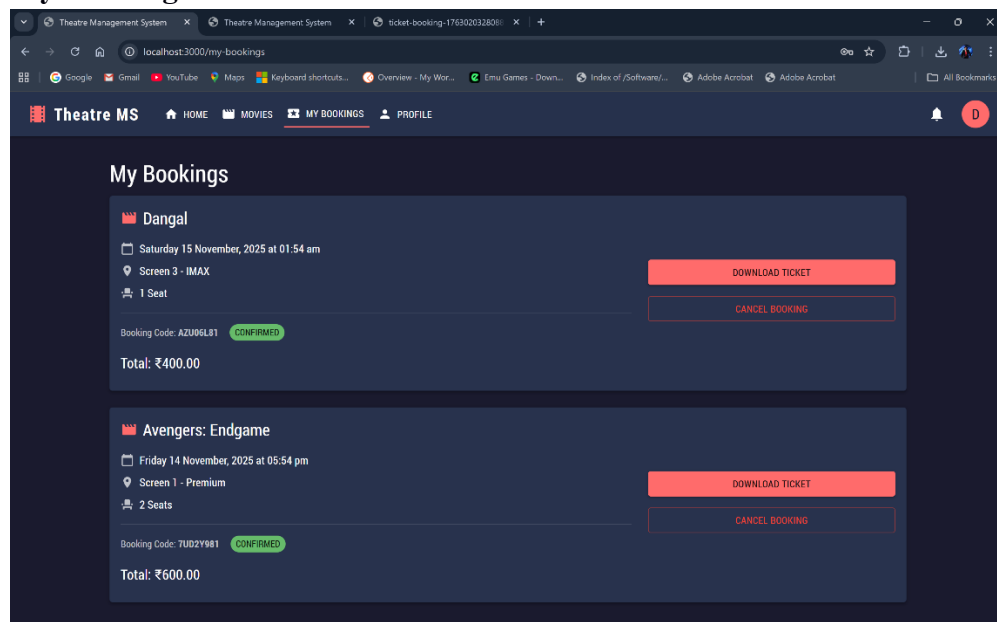 Theatre Management System
Theatre Management System
ticket-booking-1763020328088
localhost:3000/my-bookings
Google Gmail YouTube Maps Keyboard shortcuts... Overview - My Wor... Emu Games - Down... Index of /Software/... Adobe Acrobat Adobe Acrobat All Bookmarks
Theatre MS HOME MOVIES MY BOOKINGS PROFILE D
My Bookings
Dangal
Saturday 15 November, 2025 at 01:54 am
Screen 3 - IMAX
1 Seat
DOWNLOAD TICKET
CANCEL BOOKING
Booking Code: AZU06L81 CONFIRMED
Total: ₹400.00
Avengers: Endgame
Friday 14 November, 2025 at 05:54 pm
Screen 1 - Premium
2 Seats
DOWNLOAD TICKET
CANCEL BOOKING
Booking Code: 7UD2Y981 CONFIRMED
Total: ₹600.00